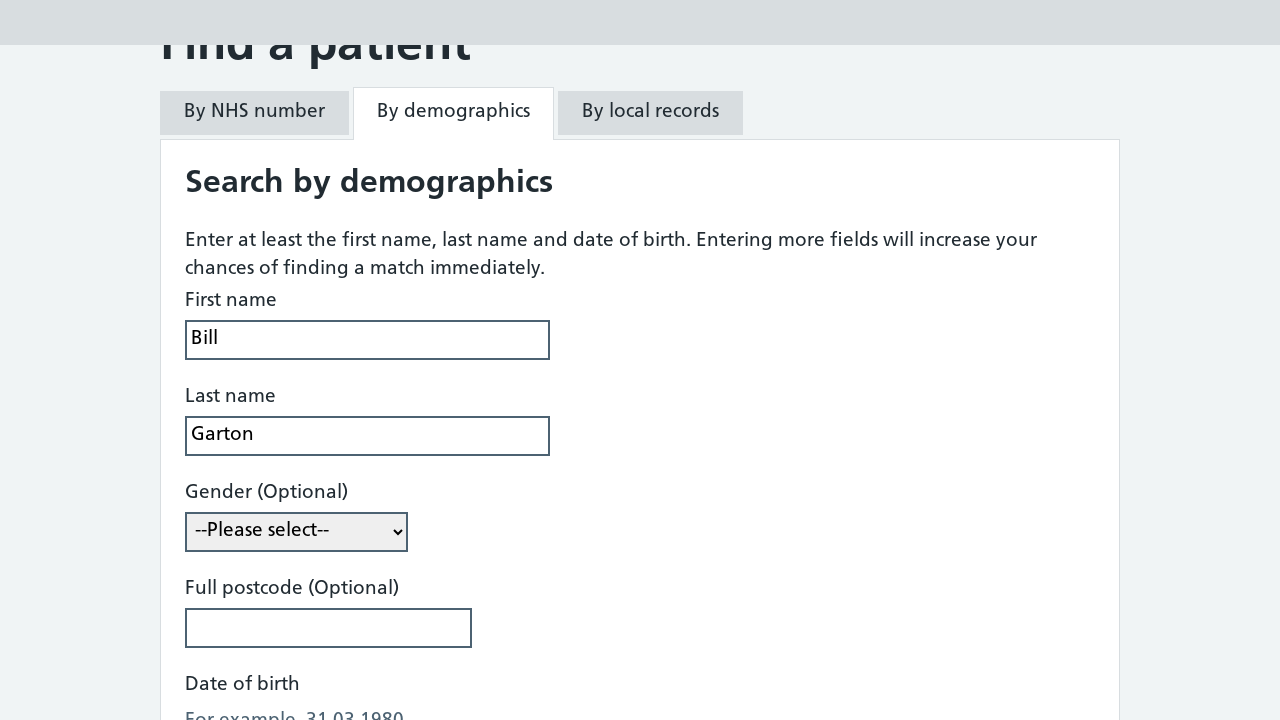 Find a patient
By NHS number
By demographics
By local records
Search by demographics
Enter at least the first name, last name and date of birth. Entering more fields will increase your
chances of finding a match immediately.
First name
Bill
Last name
Garton
Gender (Optional)
--Please select--
Full postcode (Optional)
Date of birth
For example, 31 03 1980